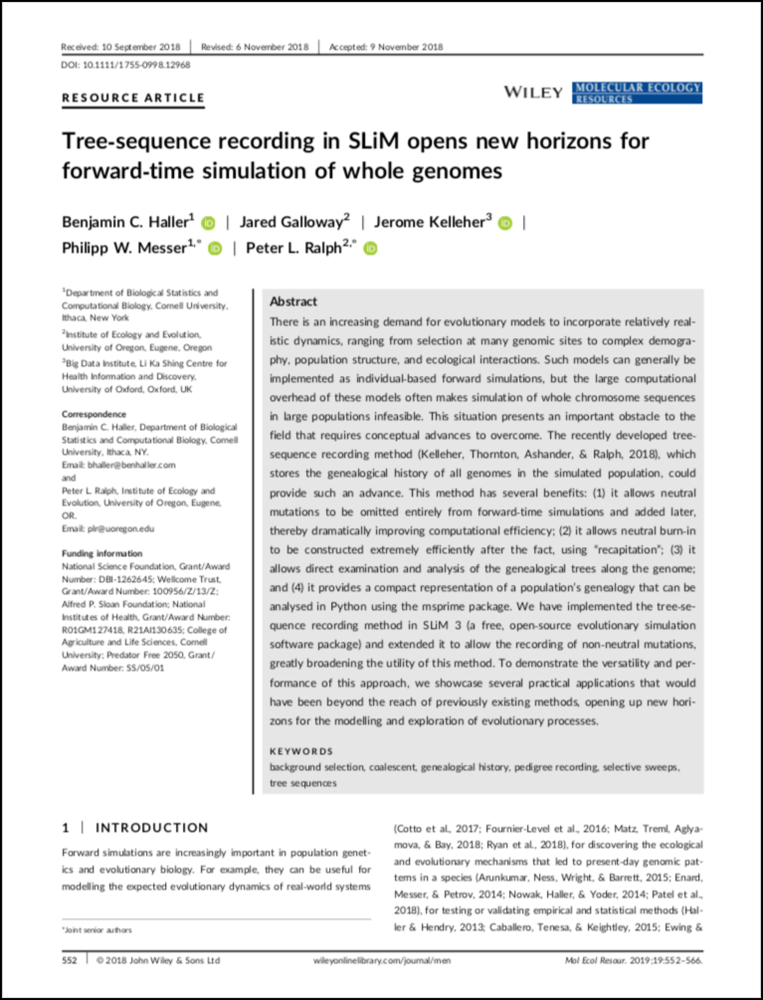 Received: 10 September 2018 | Revised: 6 November 2018 | Accepted: 9 November 2018
DOI: 10.1111/1755-0998.12968
RESOURCE ARTICLE
WILEY MOLECULAR ECOLOGY
RESOURCES
Tree-sequence recording in SLiM opens new horizons for
forward-time simulation of whole genomes
Benjamin C. Haller1 iD | Jared Galloway2 | Jerome Kelleher3 iD |
Philipp W. Messer1,* iD | Peter L. Ralph2,* iD
1Department of Biological Statistics and
Computational Biology, Cornell University,
Ithaca, New York
2Institute of Ecology and Evolution,
University of Oregon, Eugene, Oregon
3Big Data Institute, Li Ka Shing Centre for
Health Information and Discovery,
University of Oxford, Oxford, UK
Correspondence
Benjamin C. Haller, Department of Biological
Statistics and Computational Biology, Cornell
University, Ithaca, NY.
Email: bhaller@benhaller.com
and
Peter L. Ralph, Institute of Ecology and
Evolution, University of Oregon, Eugene,
OR.
Email: plr@uoregon.edu
Funding information
National Science Foundation, Grant/Award
Number: DBI-1262645; Wellcome Trust,
Grant/Award Number: 100956/Z/13/Z;
Alfred P. Sloan Foundation; National
Institutes of Health, Grant/Award Number:
R01GM127418, R21AI130635; College of
Agriculture and Life Sciences, Cornell
University; Predator Free 2050, Grant/
Award Number: SS/05/01
Abstract
There is an increasing demand for evolutionary models to incorporate relatively real-
istic dynamics, ranging from selection at many genomic sites to complex demogra-
phy, population structure, and ecological interactions. Such models can generally be
implemented as individual-based forward simulations, but the large computational
overhead of these models often makes simulation of whole chromosome sequences
in large populations infeasible. This situation presents an important obstacle to the
field that requires conceptual advances to overcome. The recently developed tree-
sequence recording method (Kelleher, Thornton, Ashander, & Ralph, 2018), which
stores the genealogical history of all genomes in the simulated population, could
provide such an advance. This method has several benefits: (1) it allows neutral
mutations to be omitted entirely from forward-time simulations and added later,
thereby dramatically improving computational efficiency; (2) it allows neutral burn-in
to be constructed extremely efficiently after the fact, using “recapitation”; (3) it
allows direct examination and analysis of the genealogical trees along the genome;
and (4) it provides a compact representation of a population's genealogy that can be
analysed in Python using the msprime package. We have implemented the tree-se-
quence recording method in SLiM 3 (a free, open-source evolutionary simulation
software package) and extended it to allow the recording of non-neutral mutations,
greatly broadening the utility of this method. To demonstrate the versatility and per-
formance of this approach, we showcase several practical applications that would
have been beyond the reach of previously existing methods, opening up new hori-
zons for the modelling and exploration of evolutionary processes.
KEYWORDS
background selection, coalescent, genealogical history, pedigree recording, selective sweeps,
tree sequences
1 | INTRODUCTION
Forward simulations are increasingly important in population genet-
ics and evolutionary biology. For example, they can be useful for
modelling the expected evolutionary dynamics of real-world systems
*Joint senior authors
(Cotto et al., 2017; Fournier-Level et al., 2016; Matz, Treml, Aglya-
mova, & Bay, 2018; Ryan et al., 2018), for discovering the ecological
and evolutionary mechanisms that led to present-day genomic pat-
terns in a species (Arunkumar, Ness, Wright, & Barrett, 2015; Enard,
Messer, & Petrov, 2014; Nowak, Haller, & Yoder, 2014; Patel et al.,
2018), for testing or validating empirical and statistical methods (Hal-
ler & Hendry, 2013; Caballero, Tenesa, & Keightley, 2015; Ewing &
552 | © 2018 John Wiley & Sons Ltd wileyonlinelibrary.com/journal/men Mol Ecol Resour. 2019;19:552–566.